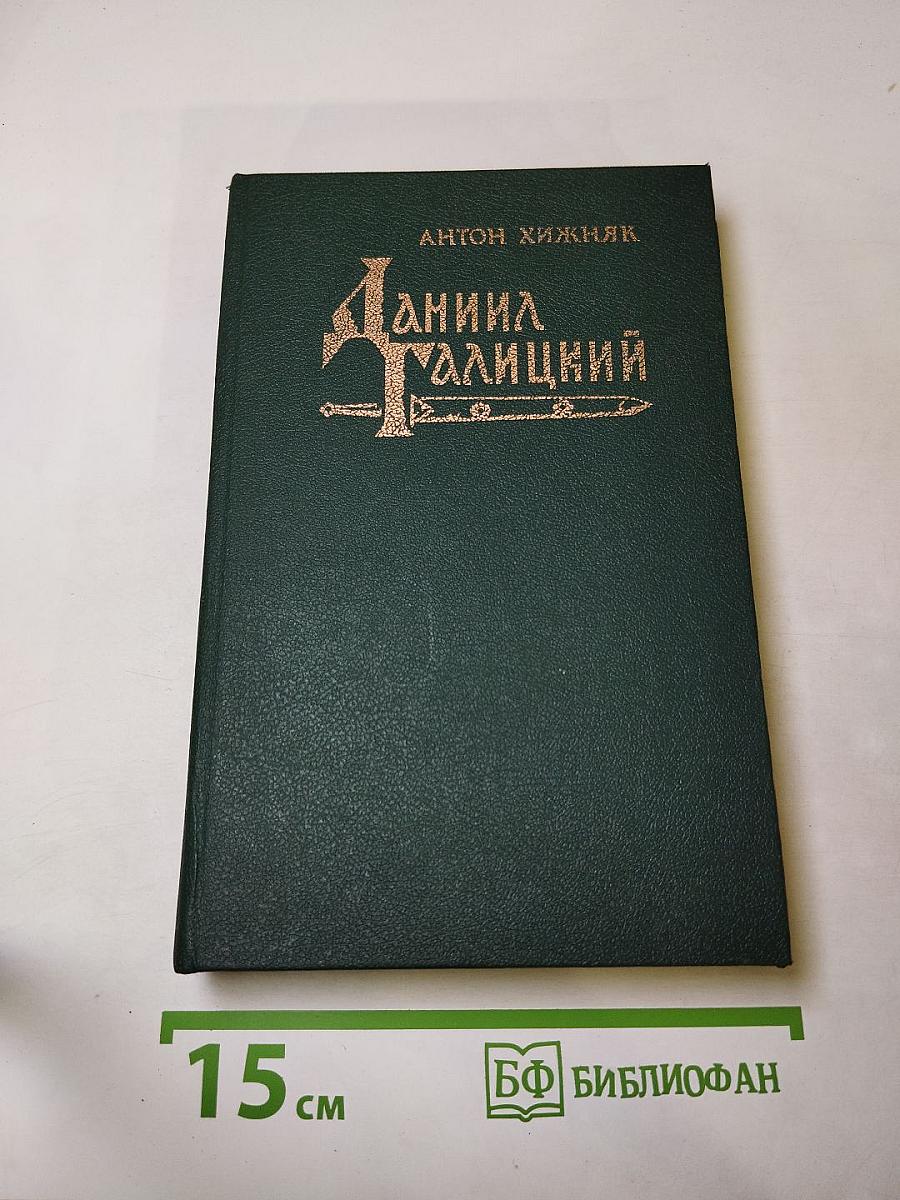 АНТОН ХИЖНЯК
ДАНИИЛ
ГАЛИЦКИЙ
15 см
БФ БИБЛИОФАН